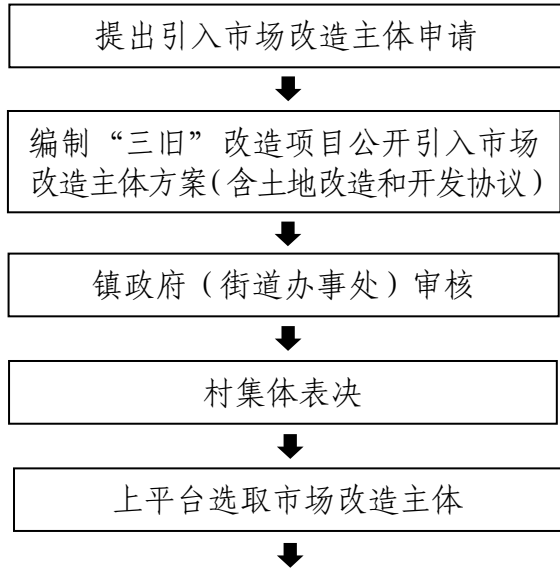 提出引入市场改造主体申请
编制“三旧”改造项目公开引入市场
改造主体方案(含土地改造和开发协议)
镇政府（街道办事处）审核
村集体表决
上平台选取市场改造主体